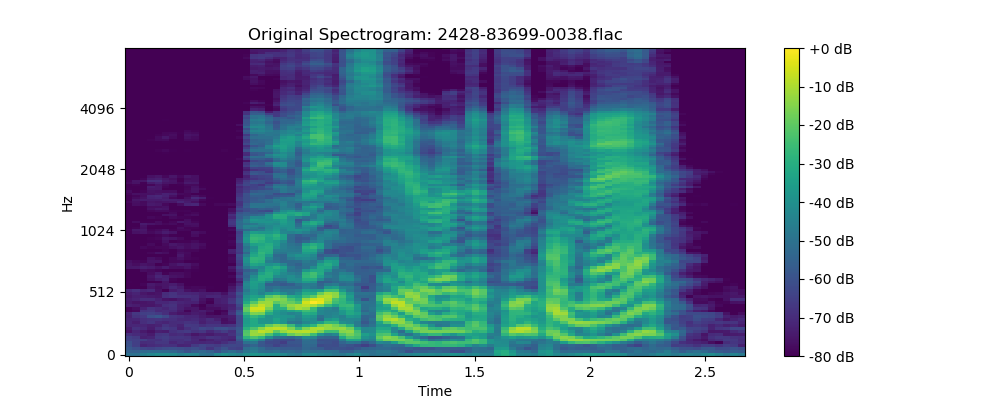 Original Spectrogram: 2428-83699-0038.flac
Hz
4096
2048
1024
512
0
0
0.5
1
1.5
2
2.5
Time
+0 dB
-10 dB
-20 dB
-30 dB
-40 dB
-50 dB
-60 dB
-70 dB
-80 dB